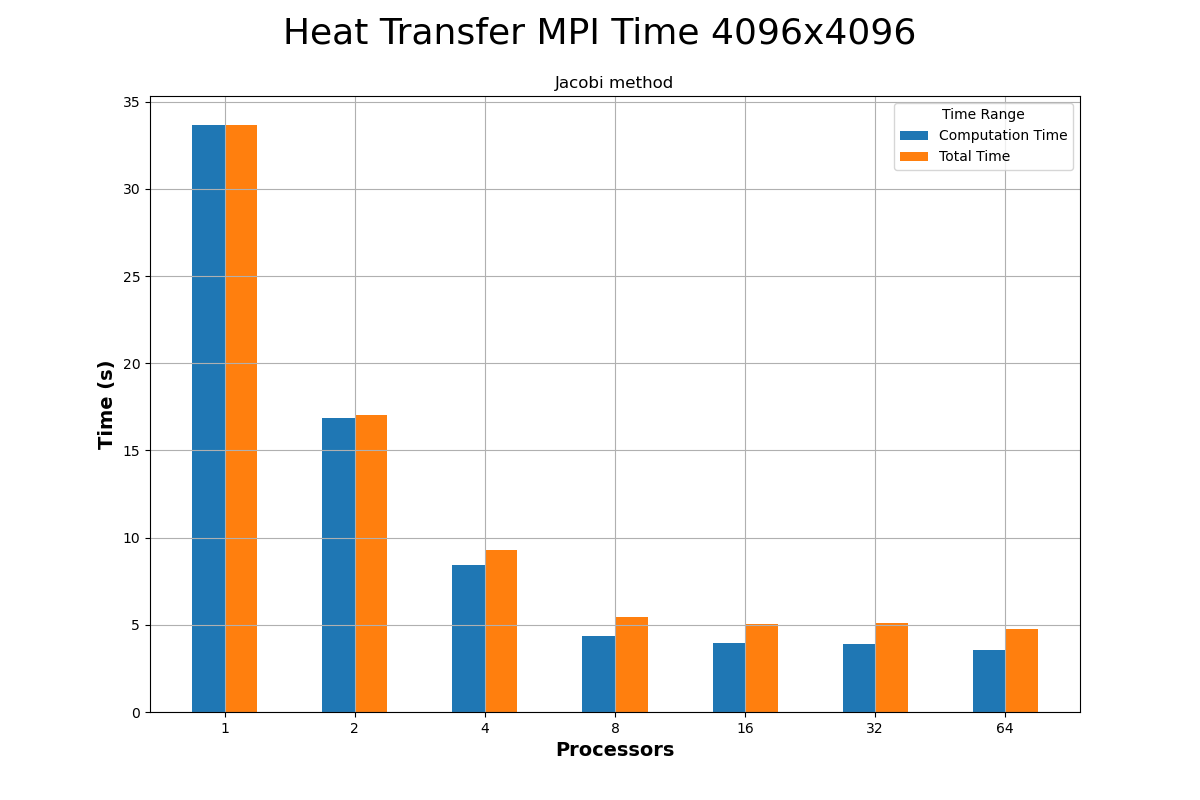 Heat Transfer MPI Time 4096x4096
Jacobi method
Time Range
Computation Time
Total Time
35
30
25
20
15
10
5
0
Time (s)
1 2 4 8 16 32 64
Processors